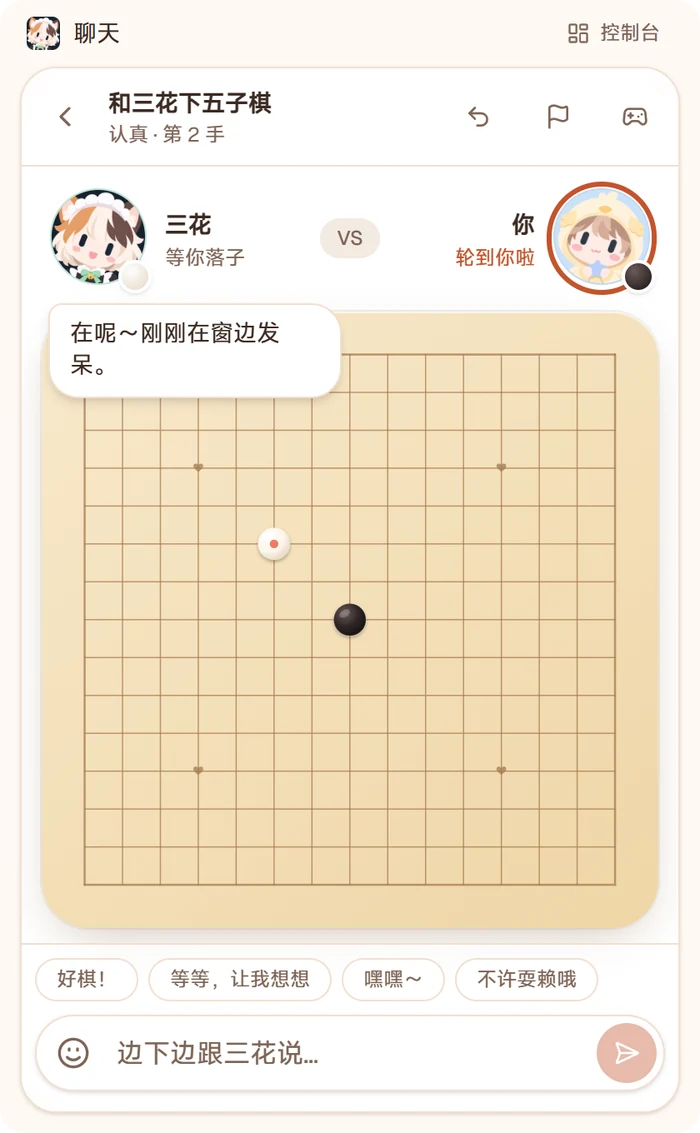 聊天
控制台
和三花下五子棋
认真 · 第 2 手
三花
等你落子
VS
你
轮到你啦
在呢～刚刚在窗边发
呆。
好棋！
等等，让我想想
嘿嘿～
不许耍赖哦
边下边跟三花说...